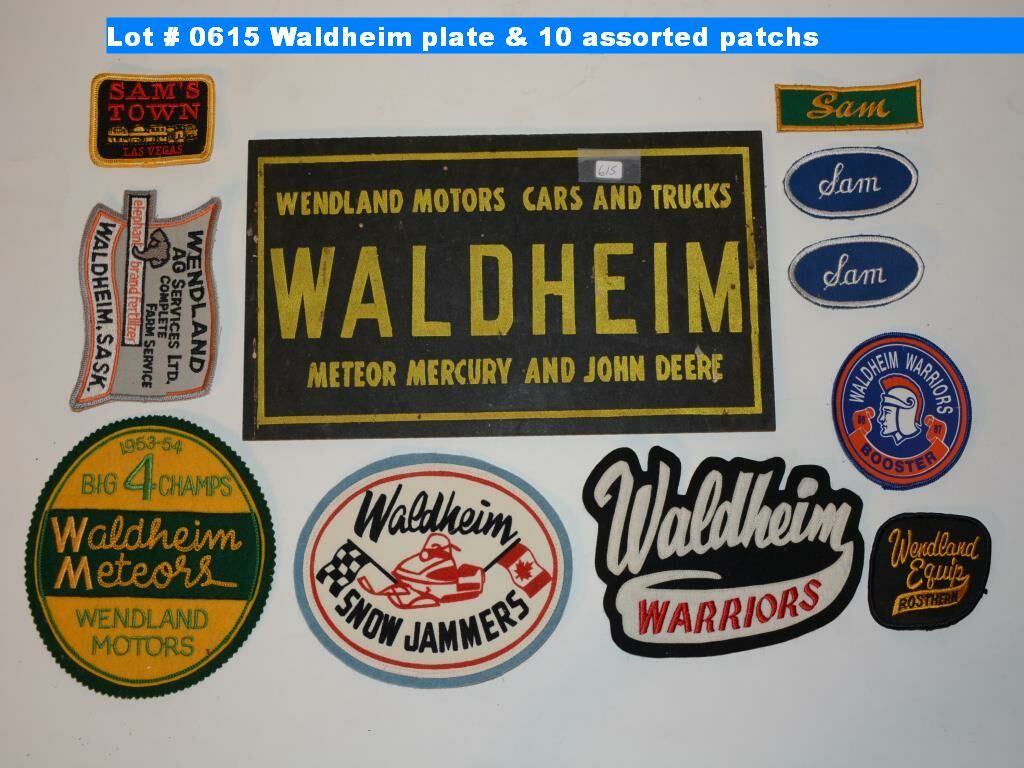 Lot # 0615 Waldheim plate & 10 assorted patchs
SAM'S
TOWN
LAS VEGAS
615
WENDLAND MOTORS CARS AND TRUCKS
WALDHEIM
METEOR MERCURY AND JOHN DEERE
Sam
Sam
Sam
WENDLAND
AG SERVICES LTD.
COMPLETE
FARM SERVICE
elephant brand fertilizer
WALDHEIM, SASK.
WALDHEIM WARRIORS
86 87
BOOSTER
1953-54
BIG 4 CHAMPS
Waldheim
Meteors
WENDLAND
MOTORS
Waldheim
SNOW JAMMERS
Waldheim
WARRIORS
Wendland
Equip
ROSTHERN